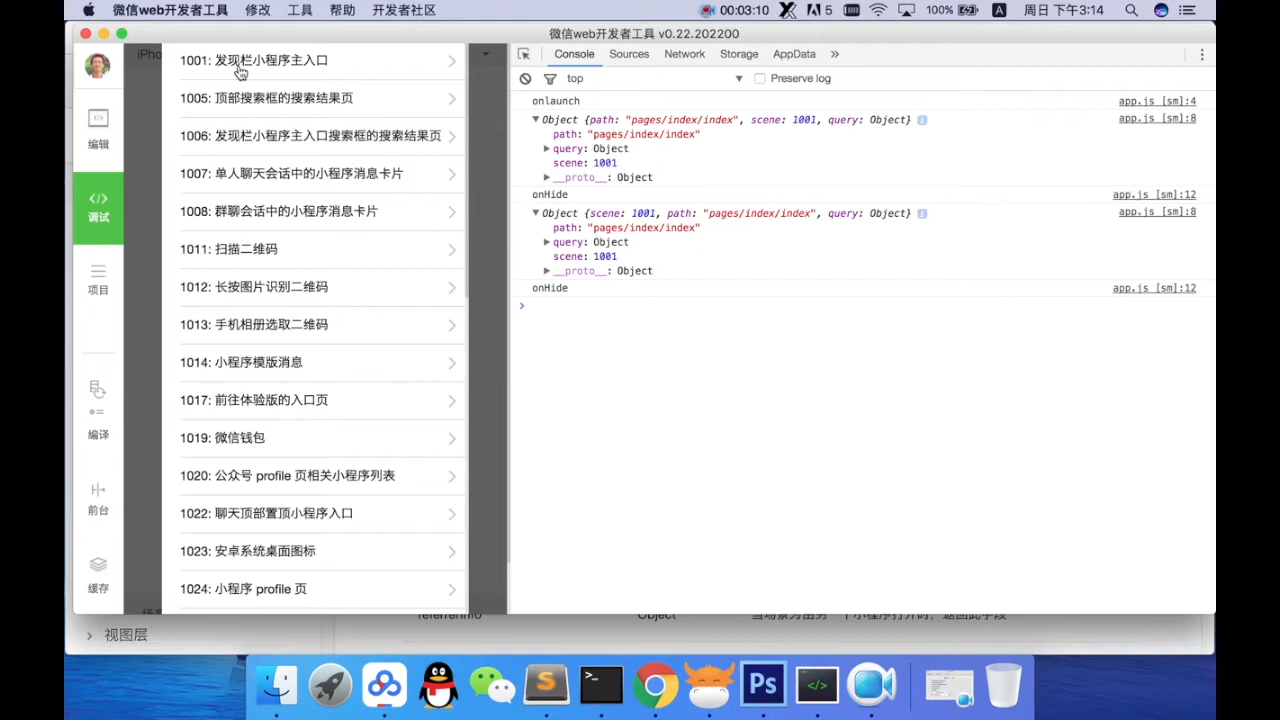 微信web开发者工具 修改 工具 帮助 开发者社区 00:03:10 5 100% A 周日 下午3:14
微信web开发者工具 v0.22.202200
iPho
编辑
调试
项目
编译
前台
缓存
1001: 发现栏小程序主入口
1005: 顶部搜索框的搜索结果页
1006: 发现栏小程序主入口搜索框的搜索结果页
1007: 单人聊天会话中的小程序消息卡片
1008: 群聊会话中的小程序消息卡片
1011: 扫描二维码
1012: 长按图片识别二维码
1013: 手机相册选取二维码
1014: 小程序模版消息
1017: 前往体验版的入口页
1019: 微信钱包
1020: 公众号 profile 页相关小程序列表
1022: 聊天顶部置顶小程序入口
1023: 安卓系统桌面图标
1024: 小程序 profile 页
Console Sources Network Storage AppData »
top Preserve log
onlaunch app.js [sm]:4
Object {path: "pages/index/index", scene: 1001, query: Object} app.js [sm]:8
path: "pages/index/index"
query: Object
scene: 1001
__proto__: Object
onHide app.js [sm]:12
Object {scene: 1001, path: "pages/index/index", query: Object} app.js [sm]:8
path: "pages/index/index"
query: Object
scene: 1001
__proto__: Object
onHide app.js [sm]:12
视图层
Ps